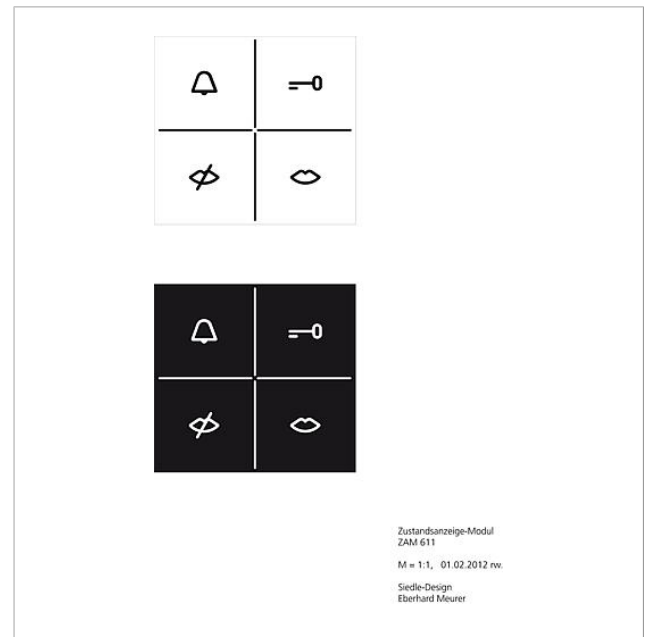 Zustandsanzeige-Modul
ZAM 611
M = 1:1, 01.02.2012 rw.
Siedle-Design
Eberhard Meurer